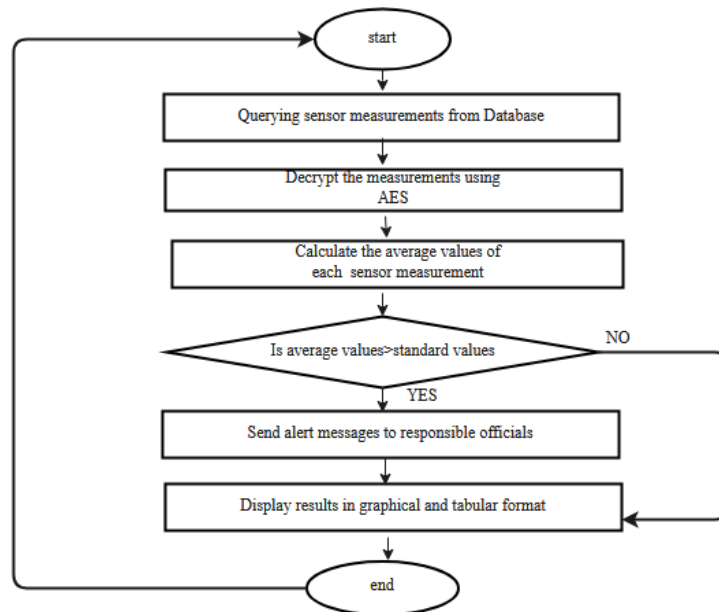 start
Querying sensor measurements from Database
Decrypt the measurements using
AES
Calculate the average values of
each sensor measurement
Is average values>standard values
NO
YES
Send alert messages to responsible officials
Display results in graphical and tabular format
end